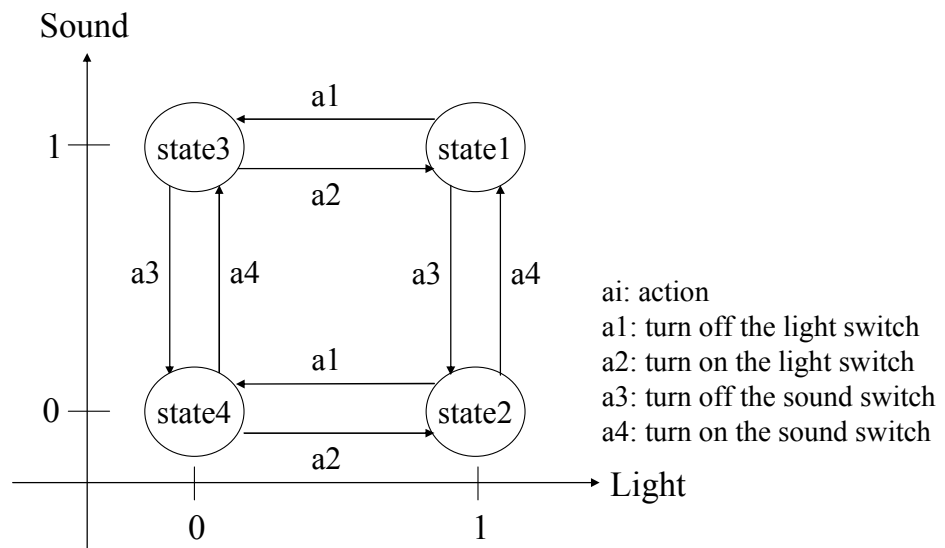 Sound
a1
1
state3
state1
a2
a3
a4
a3
a4
ai: action
a1: turn off the light switch
a2: turn on the light switch
a3: turn off the sound switch
a4: turn on the sound switch
a1
0
state4
state2
a2
Light
0
1